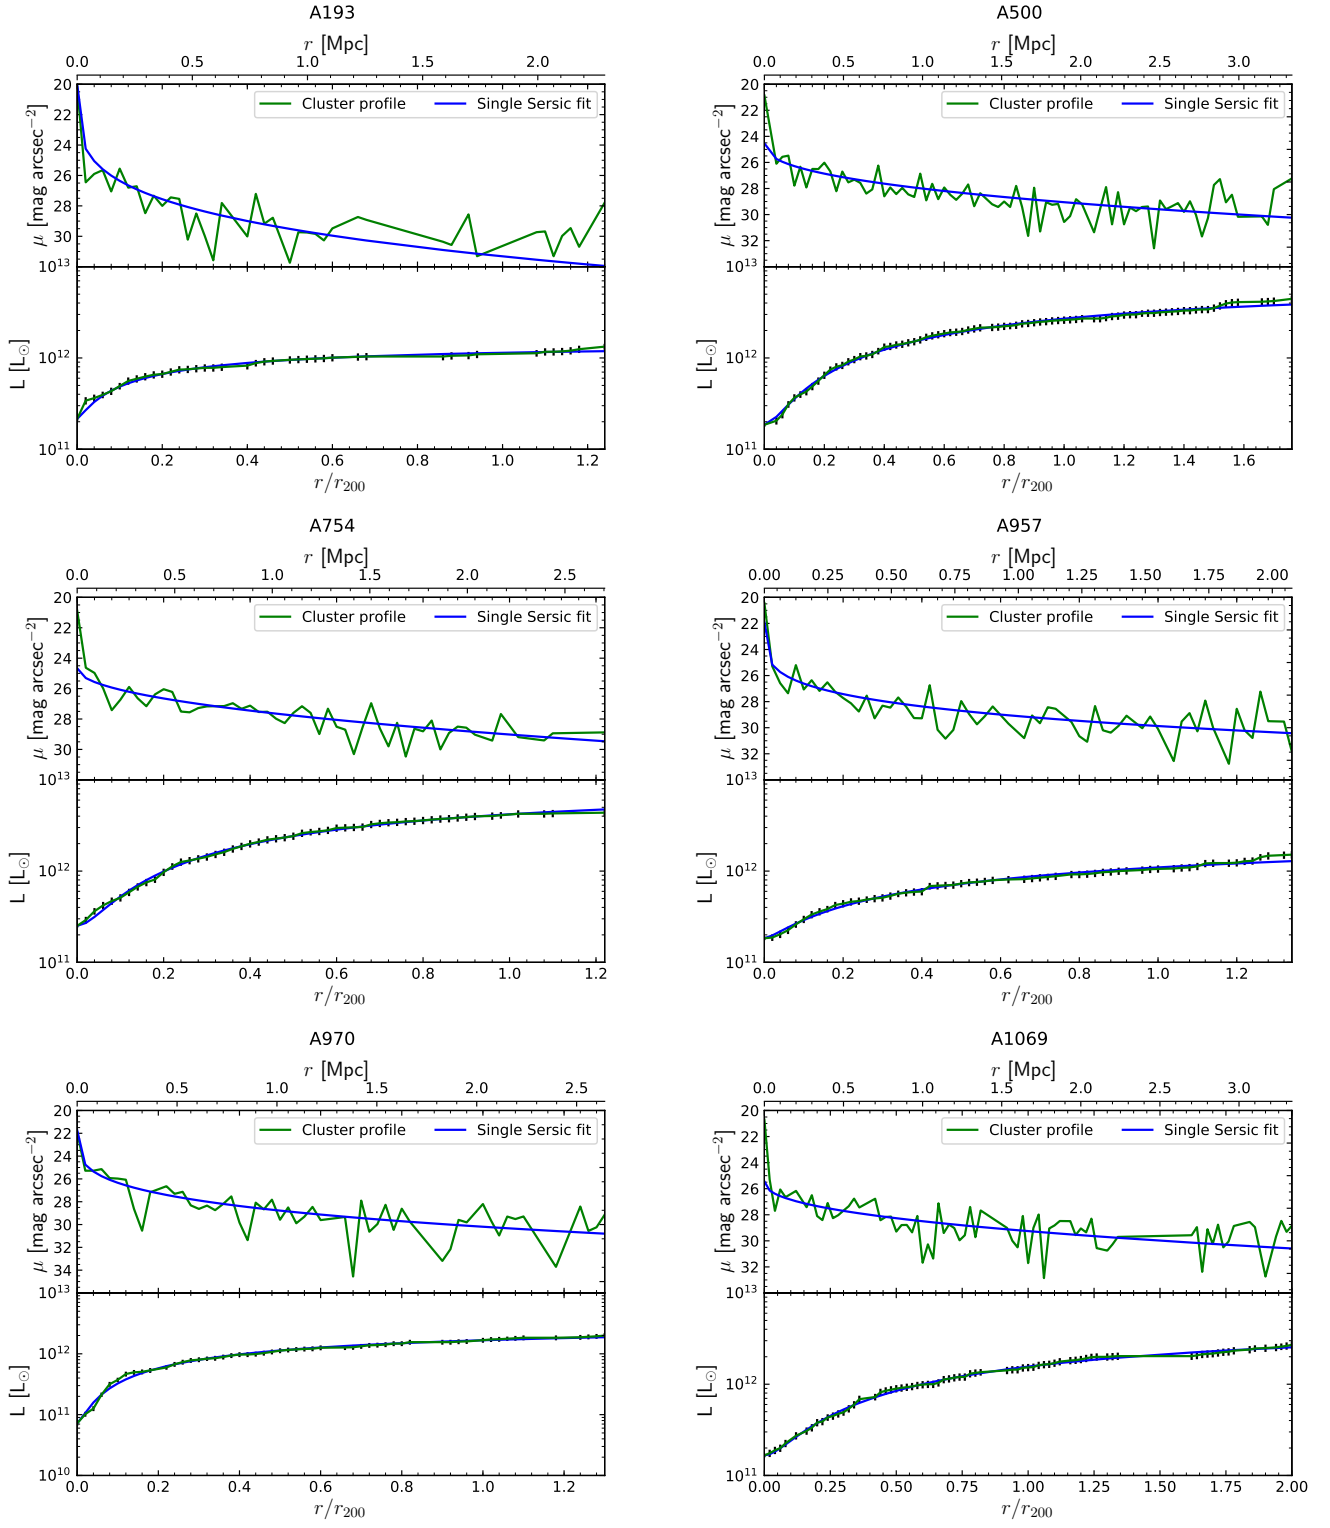 A193
r [Mpc]
0.0 0.5 1.0 1.5 2.0
20
22
24
26
28
30
μ [mag arcsec⁻²]
Cluster profile
Single Sersic fit
10¹³
10¹²
10¹¹
L [L⊙]
0.0 0.2 0.4 0.6 0.8 1.0 1.2
r/r₂₀₀
A500
r [Mpc]
0.0 0.5 1.0 1.5 2.0 2.5 3.0
20
22
24
26
28
30
32
μ [mag arcsec⁻²]
Cluster profile
Single Sersic fit
10¹³
10¹²
10¹¹
L [L⊙]
0.0 0.2 0.4 0.6 0.8 1.0 1.2 1.4 1.6
r/r₂₀₀
A754
r [Mpc]
0.0 0.5 1.0 1.5 2.0 2.5
20
22
24
26
28
30
μ [mag arcsec⁻²]
Cluster profile
Single Sersic fit
10¹³
10¹²
10¹¹
L [L⊙]
0.0 0.2 0.4 0.6 0.8 1.0 1.2
r/r₂₀₀
A957
r [Mpc]
0.00 0.25 0.50 0.75 1.00 1.25 1.50 1.75 2.00
20
22
24
26
28
30
32
μ [mag arcsec⁻²]
Cluster profile
Single Sersic fit
10¹³
10¹²
10¹¹
L [L⊙]
0.0 0.2 0.4 0.6 0.8 1.0 1.2
r/r₂₀₀
A970
r [Mpc]
0.0 0.5 1.0 1.5 2.0 2.5
20
22
24
26
28
30
32
34
μ [mag arcsec⁻²]
Cluster profile
Single Sersic fit
10¹³
10¹²
10¹¹
10¹⁰
L [L⊙]
0.0 0.2 0.4 0.6 0.8 1.0 1.2
r/r₂₀₀
A1069
r [Mpc]
0.0 0.5 1.0 1.5 2.0 2.5 3.0
20
22
24
26
28
30
32
μ [mag arcsec⁻²]
Cluster profile
Single Sersic fit
10¹³
10¹²
10¹¹
L [L⊙]
0.00 0.25 0.50 0.75 1.00 1.25 1.50 1.75 2.00
r/r₂₀₀